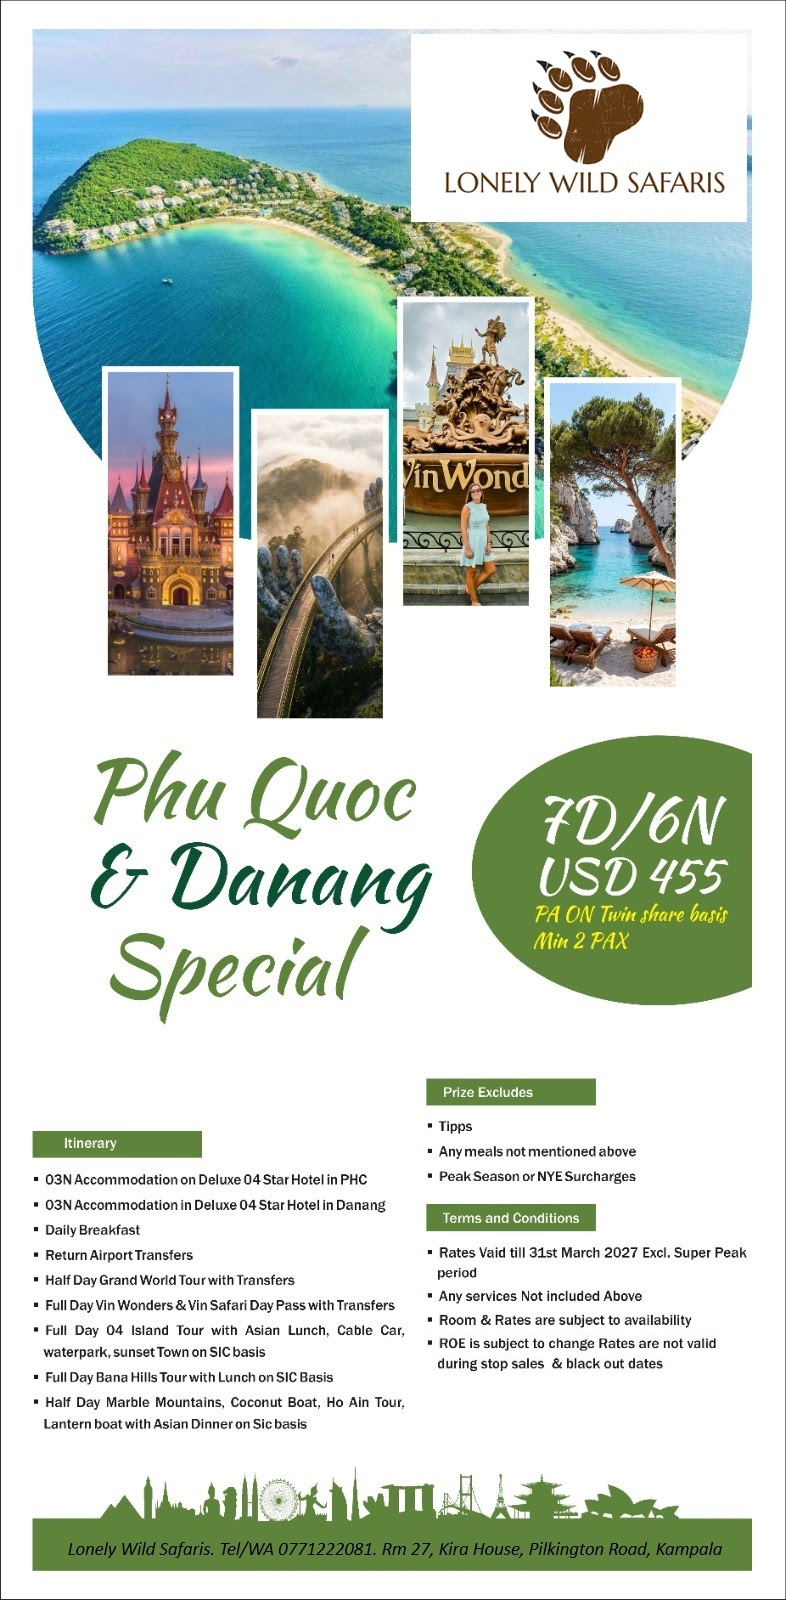 LONELY WILD SAFARIS
VinWond
Phu Quoc
& Danang
Special
7D/6N
USD 455
PA ON Twin share basis
Min 2 PAX
Itinerary
▪ 03N Accommodation on Deluxe 04 Star Hotel in PHC
▪ 03N Accommodation in Deluxe 04 Star Hotel in Danang
▪ Daily Breakfast
▪ Return Airport Transfers
▪ Half Day Grand World Tour with Transfers
▪ Full Day Vin Wonders & Vin Safari Day Pass with Transfers
▪ Full Day 04 Island Tour with Asian Lunch, Cable Car,
waterpark, sunset Town on SIC basis
▪ Full Day Bana Hills Tour with Lunch on SIC Basis
▪ Half Day Marble Mountains, Coconut Boat, Ho Ain Tour,
Lantern boat with Asian Dinner on Sic basis
Prize Excludes
▪ Tipps
▪ Any meals not mentioned above
▪ Peak Season or NYE Surcharges
Terms and Conditions
▪ Rates Vaid till 31st March 2027 Excl. Super Peak
period
▪ Any services Not included Above
▪ Room & Rates are subject to availability
▪ ROE is subject to change Rates are not valid
during stop sales & black out dates
Lonely Wild Safaris. Tel/WA 0771222081. Rm 27, Kira House, Pilkington Road, Kampala